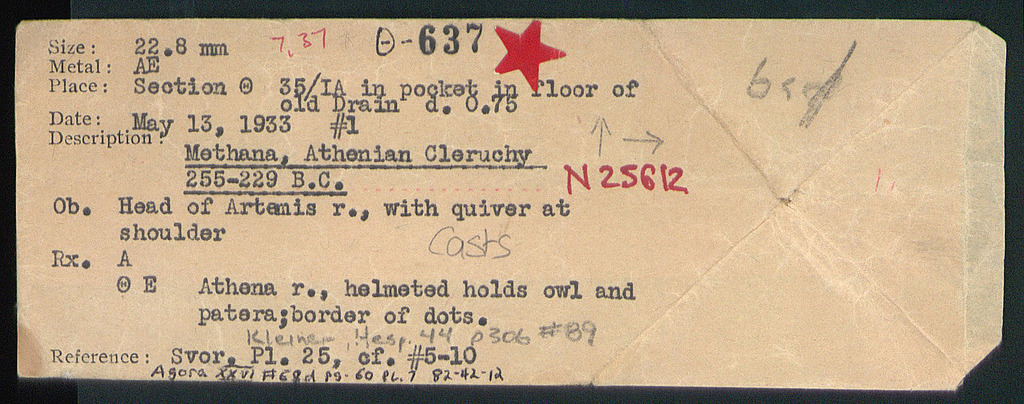 Size: 22.8 mm 7,37 Θ-637
Metal: AE
Place: Section Θ 35/IA in pocket in floor of
old Drain d. 0.75
Date: May 13, 1933 #1
Description:
Methana, Athenian Cleruchy
255-229 B.C. N25612
Ob. Head of Artemis r., with quiver at
shoulder
Casts
Rx. A
Θ E Athena r., helmeted holds owl and
patera;border of dots.
Kleiner, Hesp. 44 p306 #89
Reference: Svor. Pl. 25, cf. #5-10
Agora XXVI #68d pg. 60 PL. 7 82-42-12